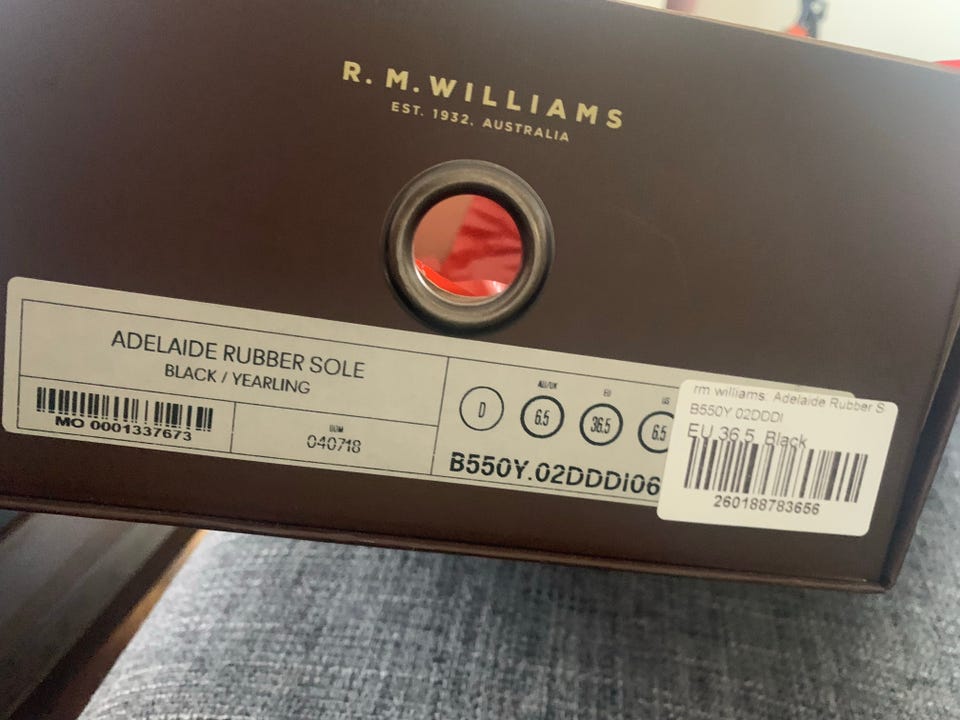 R. M. WILLIAMS
EST. 1932, AUSTRALIA
ADELAIDE RUBBER SOLE
BLACK / YEARLING
MO 0001337673
040718
D
AU/UK
6.5
EU
36.5
US
6.5
B550Y.02DDDI06
rm williams. Adelaide Rubber S
B550Y 02DDDI
EU 36.5, Black
260188783656